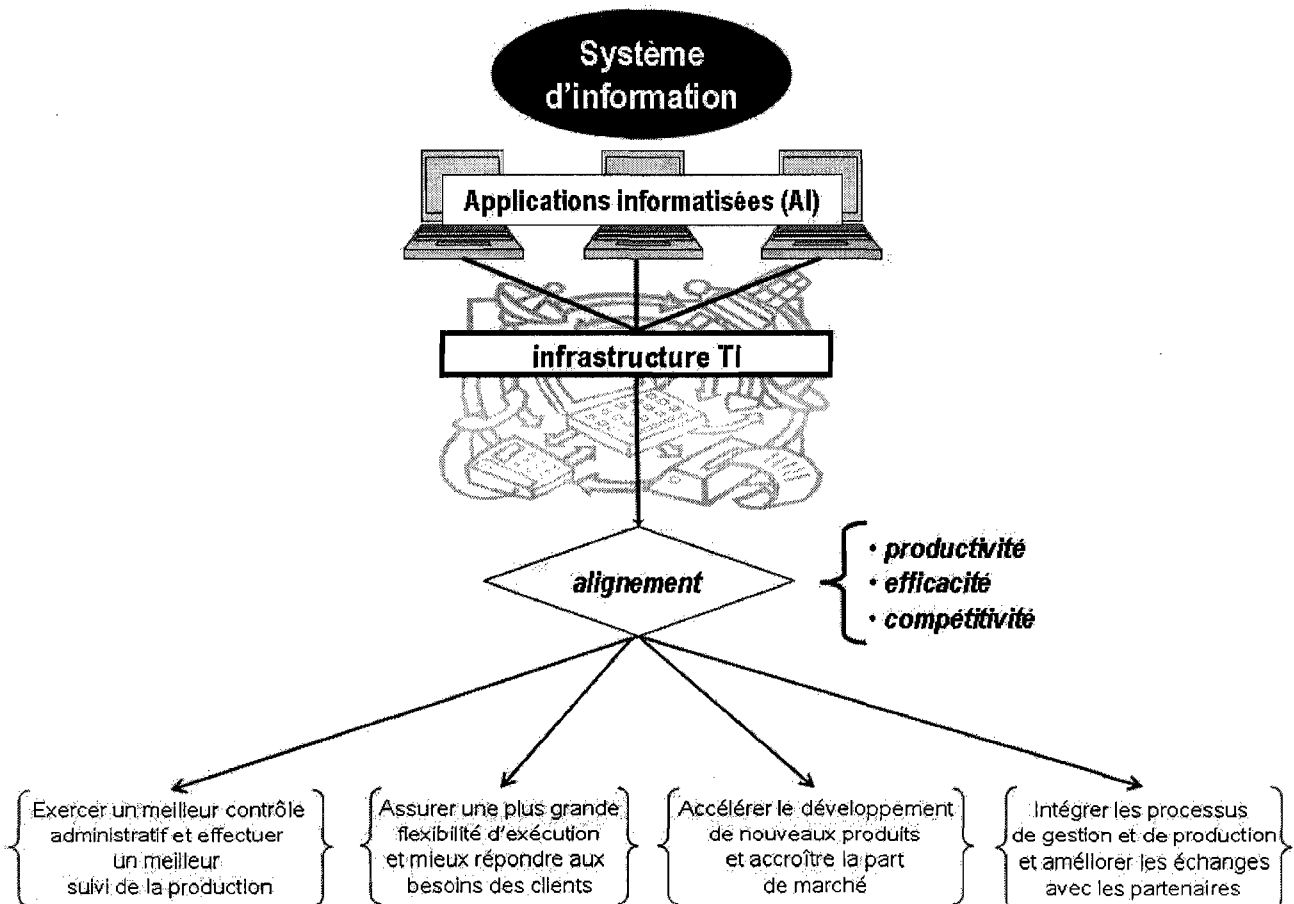 Système
d'information
Applications informatisées (AI)
infrastructure TI
alignement
• productivité
• efficacité
• compétitivité
Exercer un meilleur contrôle
administratif et effectuer
un meilleur
suivi de la production
Assurer une plus grande
flexibilité d'exécution
et mieux répondre aux
besoins des clients
Accélérer le développement
de nouveaux produits
et accroître la part
de marché
Intégrer les processus
de gestion et de production
et améliorer les échanges
avec les partenaires